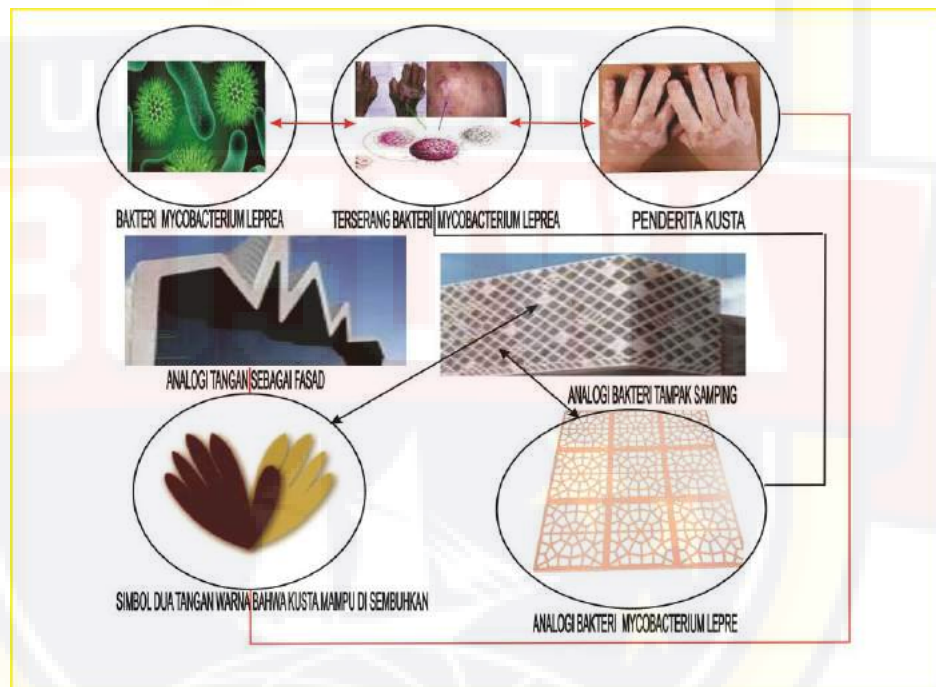 BAKTERI MYCOBACTERIUM LEPREA
TERSERANG BAKTERI MYCOBACTERIUM LEPREA
PENDERITA KUSTA
ANALOGI TANGAN SEBAGAI FASAD
ANALOGI BAKTERI TAMPAK SAMPING
SIMBOL DUA TANGAN WARNA BAHWA KUSTA MAMPU DI SEMBUHKAN
ANALOGI BAKTERI MYCOBACTERIUM LEPRE